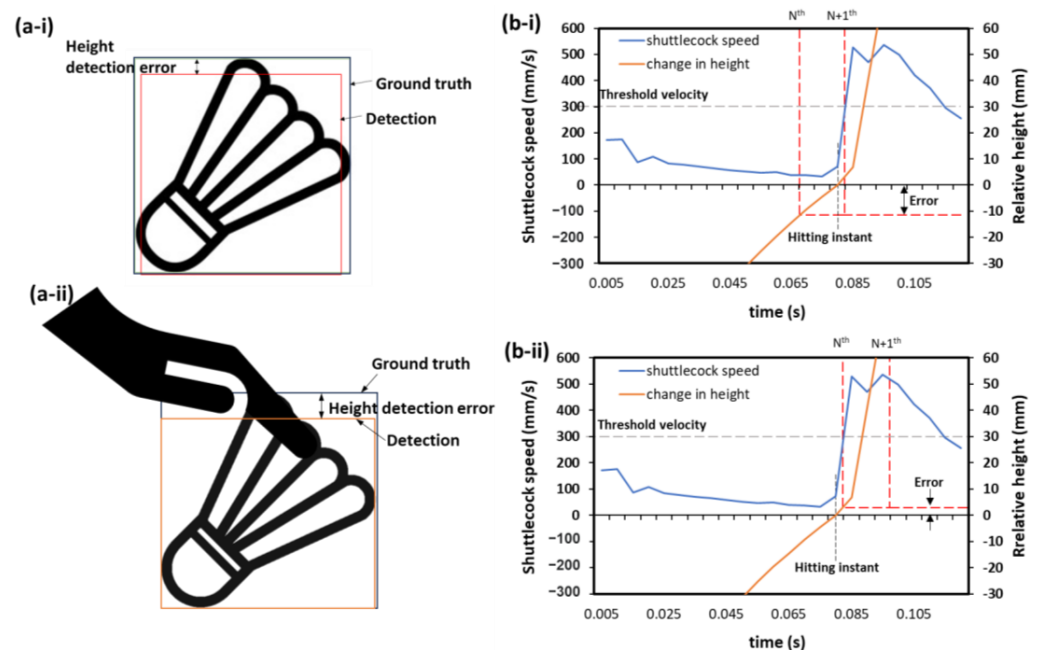 (a-i)
Height
detection error
Ground truth
Detection
(a-ii)
Ground truth
Height detection error
Detection
(b-i)
Nᵗʰ
N+1ᵗʰ
shuttlecock speed
change in height
Threshold velocity
Error
Hitting instant
Shuttlecock speed (mm/s)
600
500
400
300
200
100
0
−100
−200
−300
Relative height (mm)
60
50
40
30
20
10
0
-10
-20
-30
0.005
0.025
0.045
0.065
0.085
0.105
time (s)
(b-ii)
Nᵗʰ
N+1ᵗʰ
shuttlecock speed
change in height
Threshold velocity
Error
Hitting instant
Shuttlecock speed (mm/s)
600
500
400
300
200
100
0
−100
−200
−300
Rrelative height (mm)
60
50
40
30
20
10
0
-10
-20
-30
0.005
0.025
0.045
0.065
0.085
0.105
time (s)